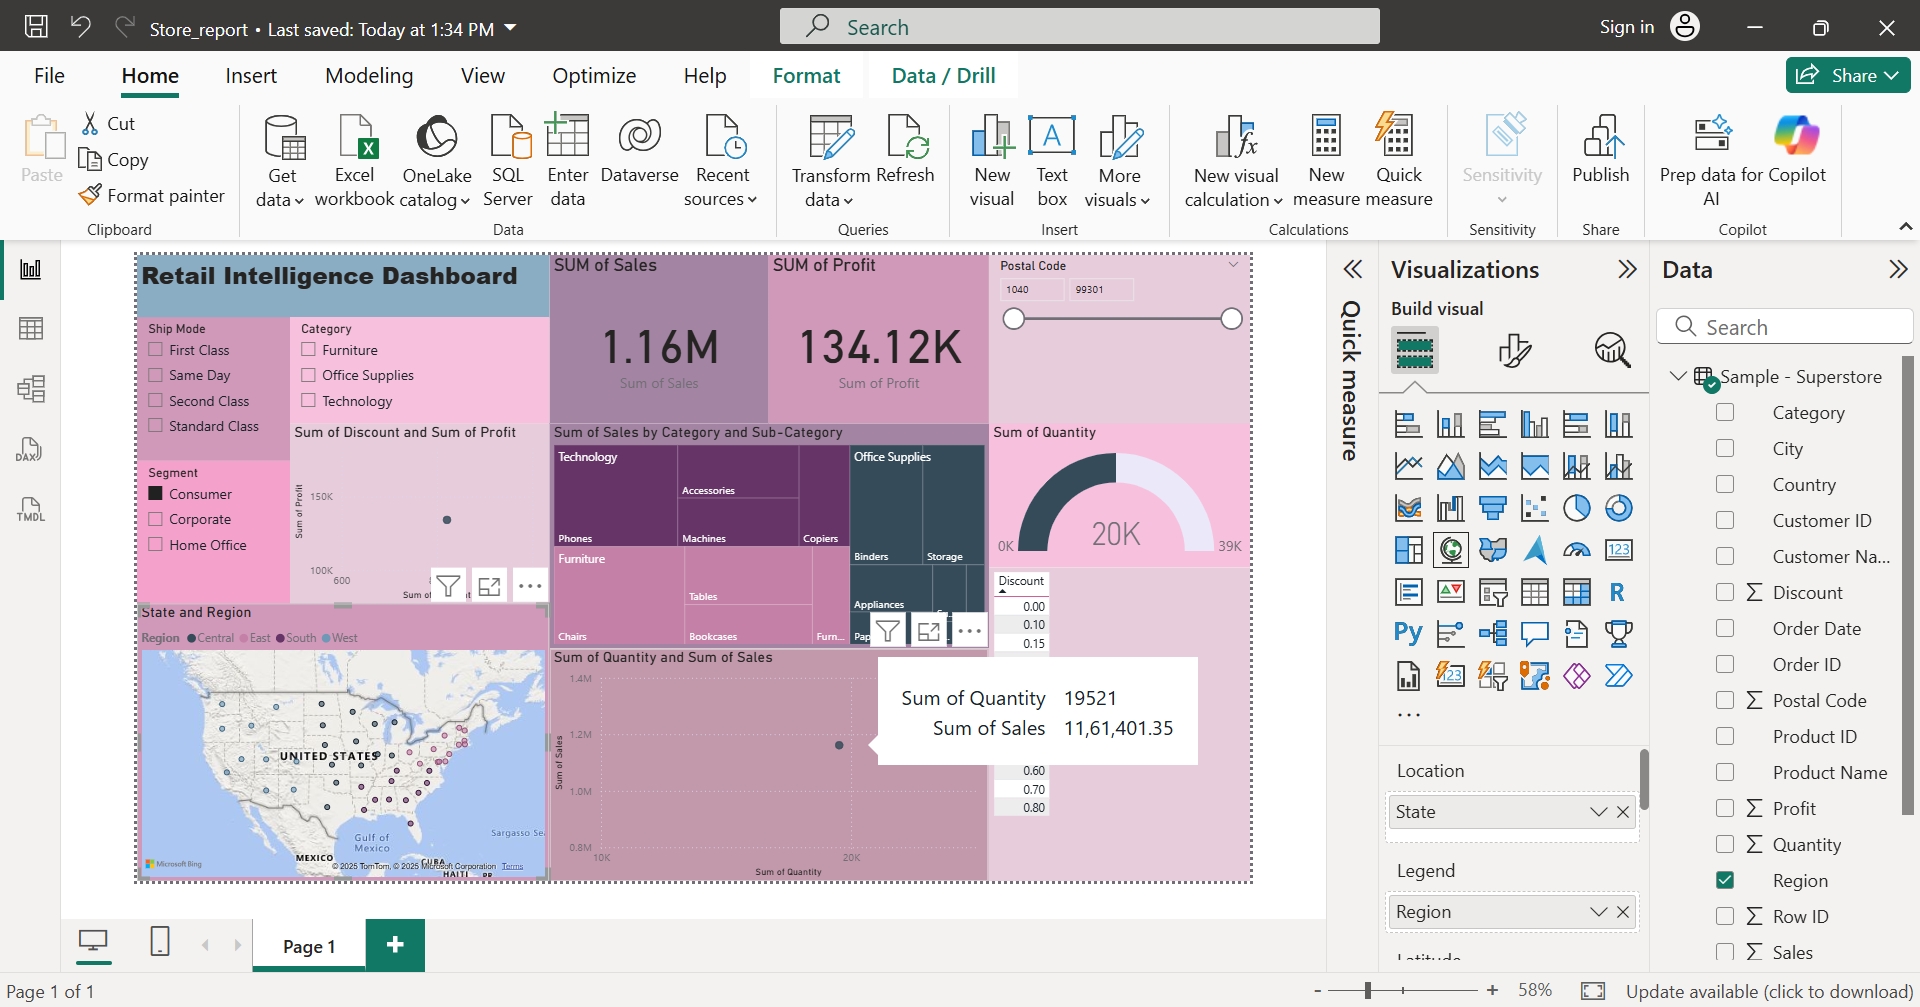 Store_report • Last saved: Today at 1:34 PM
Search
Sign in
File
Home
Insert
Modeling
View
Optimize
Help
Format
Data / Drill
Share
Paste
Cut
Copy
Format painter
Clipboard
Get data
Excel workbook
OneLake catalog
SQL Server
Enter data
Dataverse
Recent sources
Data
Transform data
Refresh
Queries
New visual
Text box
More visuals
Insert
New visual calculation
New measure
Quick measure
Calculations
Sensitivity
Sensitivity
Publish
Share
Prep data for AI
Copilot
Copilot
DAX
TMDL
Retail Intelligence Dashboard
Ship Mode
First Class
Same Day
Second Class
Standard Class
Category
Furniture
Office Supplies
Technology
Segment
Consumer
Corporate
Home Office
SUM of Sales
1.16M
Sum of Sales
SUM of Profit
134.12K
Sum of Profit
Postal Code
1040
99301
Sum of Discount and Sum of Profit
Sum of Profit
150K
100K
600
Sum of Sales by Category and Sub-Category
Technology
Phones
Accessories
Machines
Copiers
Furniture
Chairs
Tables
Bookcases
Furn...
Office Supplies
Binders
Storage
Appliances
Sum of Quantity
0K
20K
39K
Discount
0.00
0.10
0.15
0.60
0.70
0.80
State and Region
Region Central East South West
UNITED STATES
MEXICO
Gulf of Mexico
CUBA
HAITI
PR
Microsoft Bing
© 2025 TomTom, © 2025 Microsoft Corporation Terms
Sum of Quantity and Sum of Sales
Sum of Sales
1.4M
1.2M
1.0M
0.8M
10K
20K
Sum of Quantity
Sum of Quantity 19521
Sum of Sales 11,61,401.35
Quick measure
Visualizations
Build visual
123
R
Py
123
...
Location
State
Legend
Region
Data
Search
Sample - Superstore
Category
City
Country
Customer ID
Customer Na...
Discount
Order Date
Order ID
Postal Code
Product ID
Product Name
Profit
Quantity
Region
Row ID
Sales
Page 1
Page 1 of 1
58%
Update available (click to download)